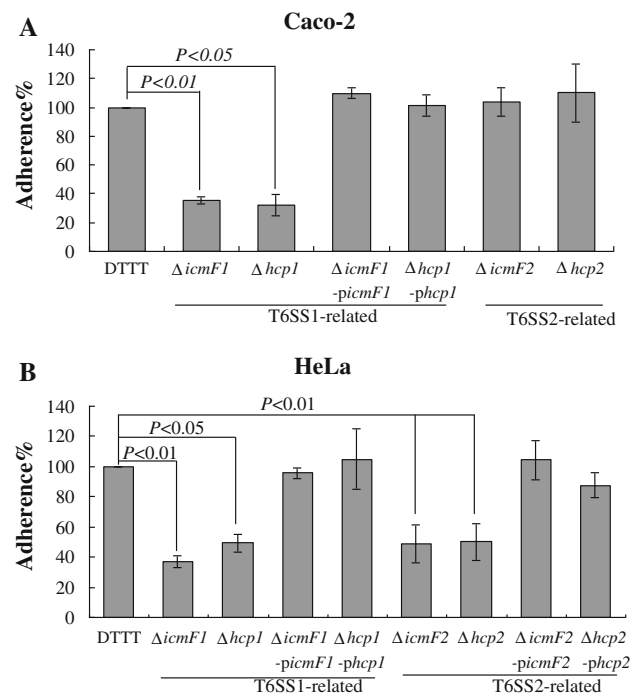 A
Caco-2
Adherence%
140
120
100
80
60
40
20
0
P<0.05
P<0.01
DTTT
ΔicmF1
Δhcp1
ΔicmF1
-picmF1
Δhcp1
-phcp1
ΔicmF2
Δhcp2
T6SS1-related
T6SS2-related
B
HeLa
Adherence%
140
120
100
80
60
40
20
0
P<0.01
P<0.05
P<0.01
DTTT
ΔicmF1
Δhcp1
ΔicmF1
-picmF1
Δhcp1
-phcp1
ΔicmF2
Δhcp2
ΔicmF2
-picmF2
Δhcp2
-phcp2
T6SS1-related
T6SS2-related